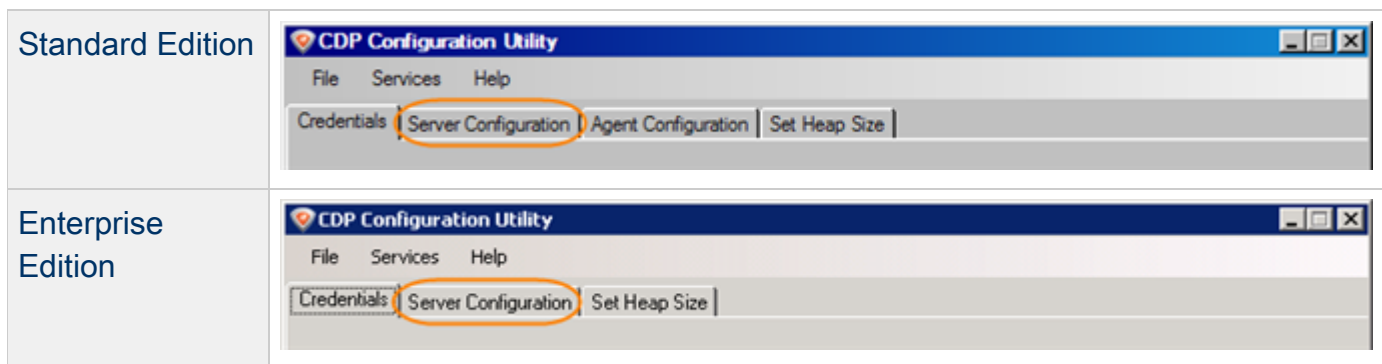 Standard Edition
CDP Configuration Utility
File Services Help
Credentials Server Configuration Agent Configuration Set Heap Size
Enterprise
Edition
CDP Configuration Utility
File Services Help
Credentials Server Configuration Set Heap Size